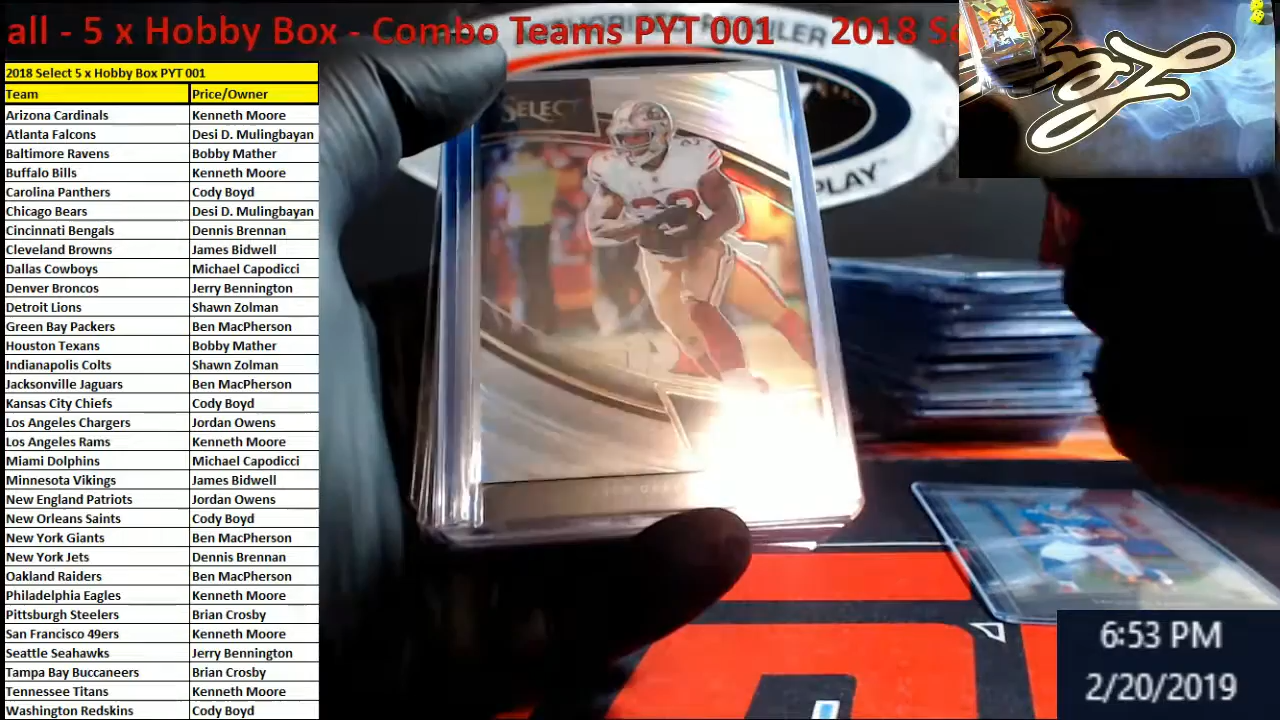 all - 5 x Hobby Box - Combo Teams PYT 001 2018 Se
2018 Select 5 x Hobby Box PYT 001
Team Price/Owner
Arizona Cardinals Kenneth Moore
Atlanta Falcons Desi D. Mulingbayan
Baltimore Ravens Bobby Mather
Buffalo Bills Kenneth Moore
Carolina Panthers Cody Boyd
Chicago Bears Desi D. Mulingbayan
Cincinnati Bengals Dennis Brennan
Cleveland Browns James Bidwell
Dallas Cowboys Michael Capodicci
Denver Broncos Jerry Bennington
Detroit Lions Shawn Zolman
Green Bay Packers Ben MacPherson
Houston Texans Bobby Mather
Indianapolis Colts Shawn Zolman
Jacksonville Jaguars Ben MacPherson
Kansas City Chiefs Cody Boyd
Los Angeles Chargers Jordan Owens
Los Angeles Rams Kenneth Moore
Miami Dolphins Michael Capodicci
Minnesota Vikings James Bidwell
New England Patriots Jordan Owens
New Orleans Saints Cody Boyd
New York Giants Ben MacPherson
New York Jets Dennis Brennan
Oakland Raiders Ben MacPherson
Philadelphia Eagles Kenneth Moore
Pittsburgh Steelers Brian Crosby
San Francisco 49ers Kenneth Moore
Seattle Seahawks Jerry Bennington
Tampa Bay Buccaneers Brian Crosby
Tennessee Titans Kenneth Moore
Washington Redskins Cody Boyd
SELECT
PLAY
6:53 PM
2/20/2019